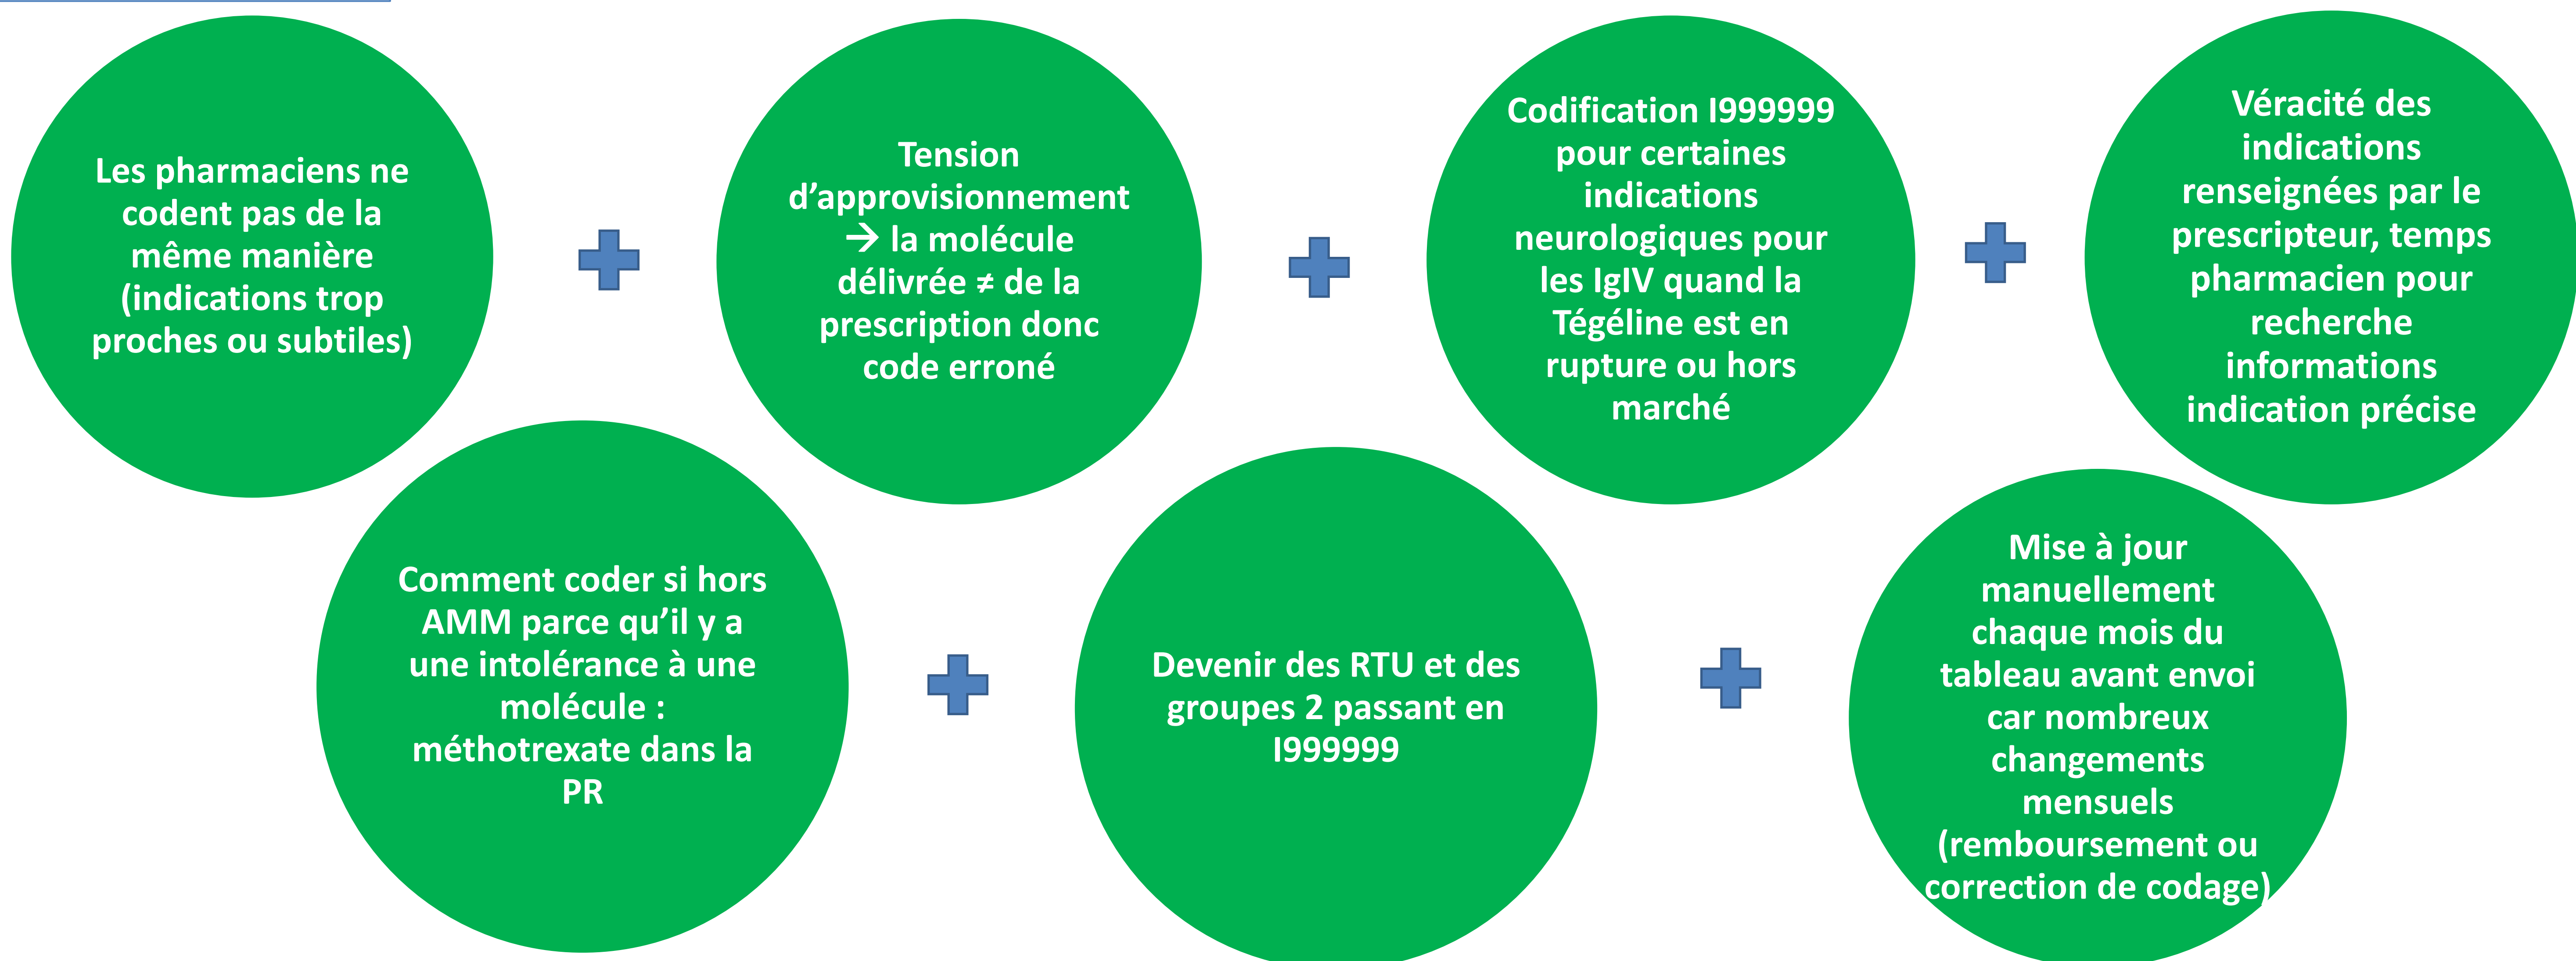 Les pharmaciens ne
codent pas de la
même manière
(indications trop
proches ou subtiles)
Tension
d’approvisionnement
→ la molécule
délivrée ≠ de la
prescription donc
code erroné
Codification I999999
pour certaines
indications
neurologiques pour
les IgIV quand la
Tégéline est en
rupture ou hors
marché
Véracité des
indications
renseignées par le
prescripteur, temps
pharmacien pour
recherche
informations
indication précise
Comment coder si hors
AMM parce qu’il y a
une intolérance à une
molécule :
méthotrexate dans la
PR
Devenir des RTU et des
groupes 2 passant en
I999999
Mise à jour
manuellement
chaque mois du
tableau avant envoi
car nombreux
changements
mensuels
(remboursement ou
correction de codage)